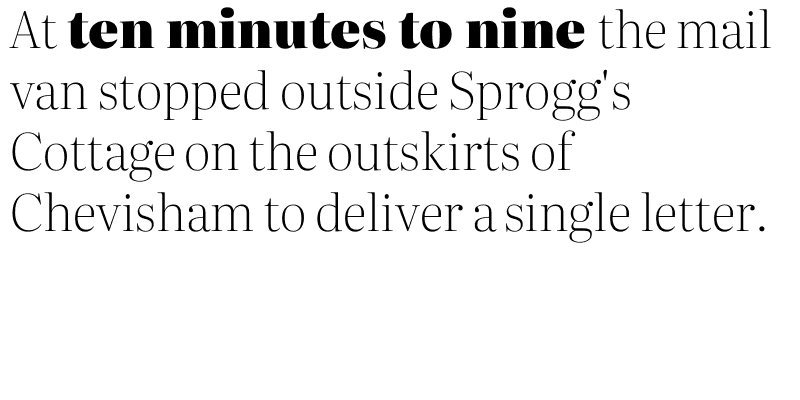 At ten minutes to nine the mail
van stopped outside Sprogg's
Cottage on the outskirts of
Chevisham to deliver a single letter.